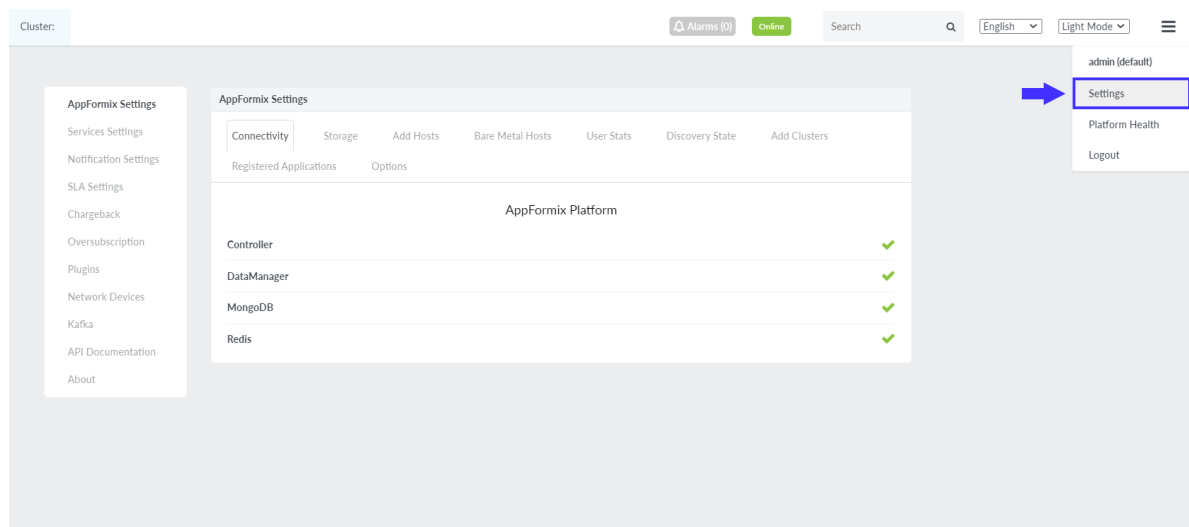 Cluster:
Alarms (0)
Online
Search
English
Light Mode
admin (default)
Settings
Platform Health
Logout
AppFormix Settings
Services Settings
Notification Settings
SLA Settings
Chargeback
Oversubscription
Plugins
Network Devices
Kafka
API Documentation
About
AppFormix Settings
Connectivity Storage Add Hosts Bare Metal Hosts User Stats Discovery State Add Clusters
Registered Applications Options
AppFormix Platform
Controller
DataManager
MongoDB
Redis